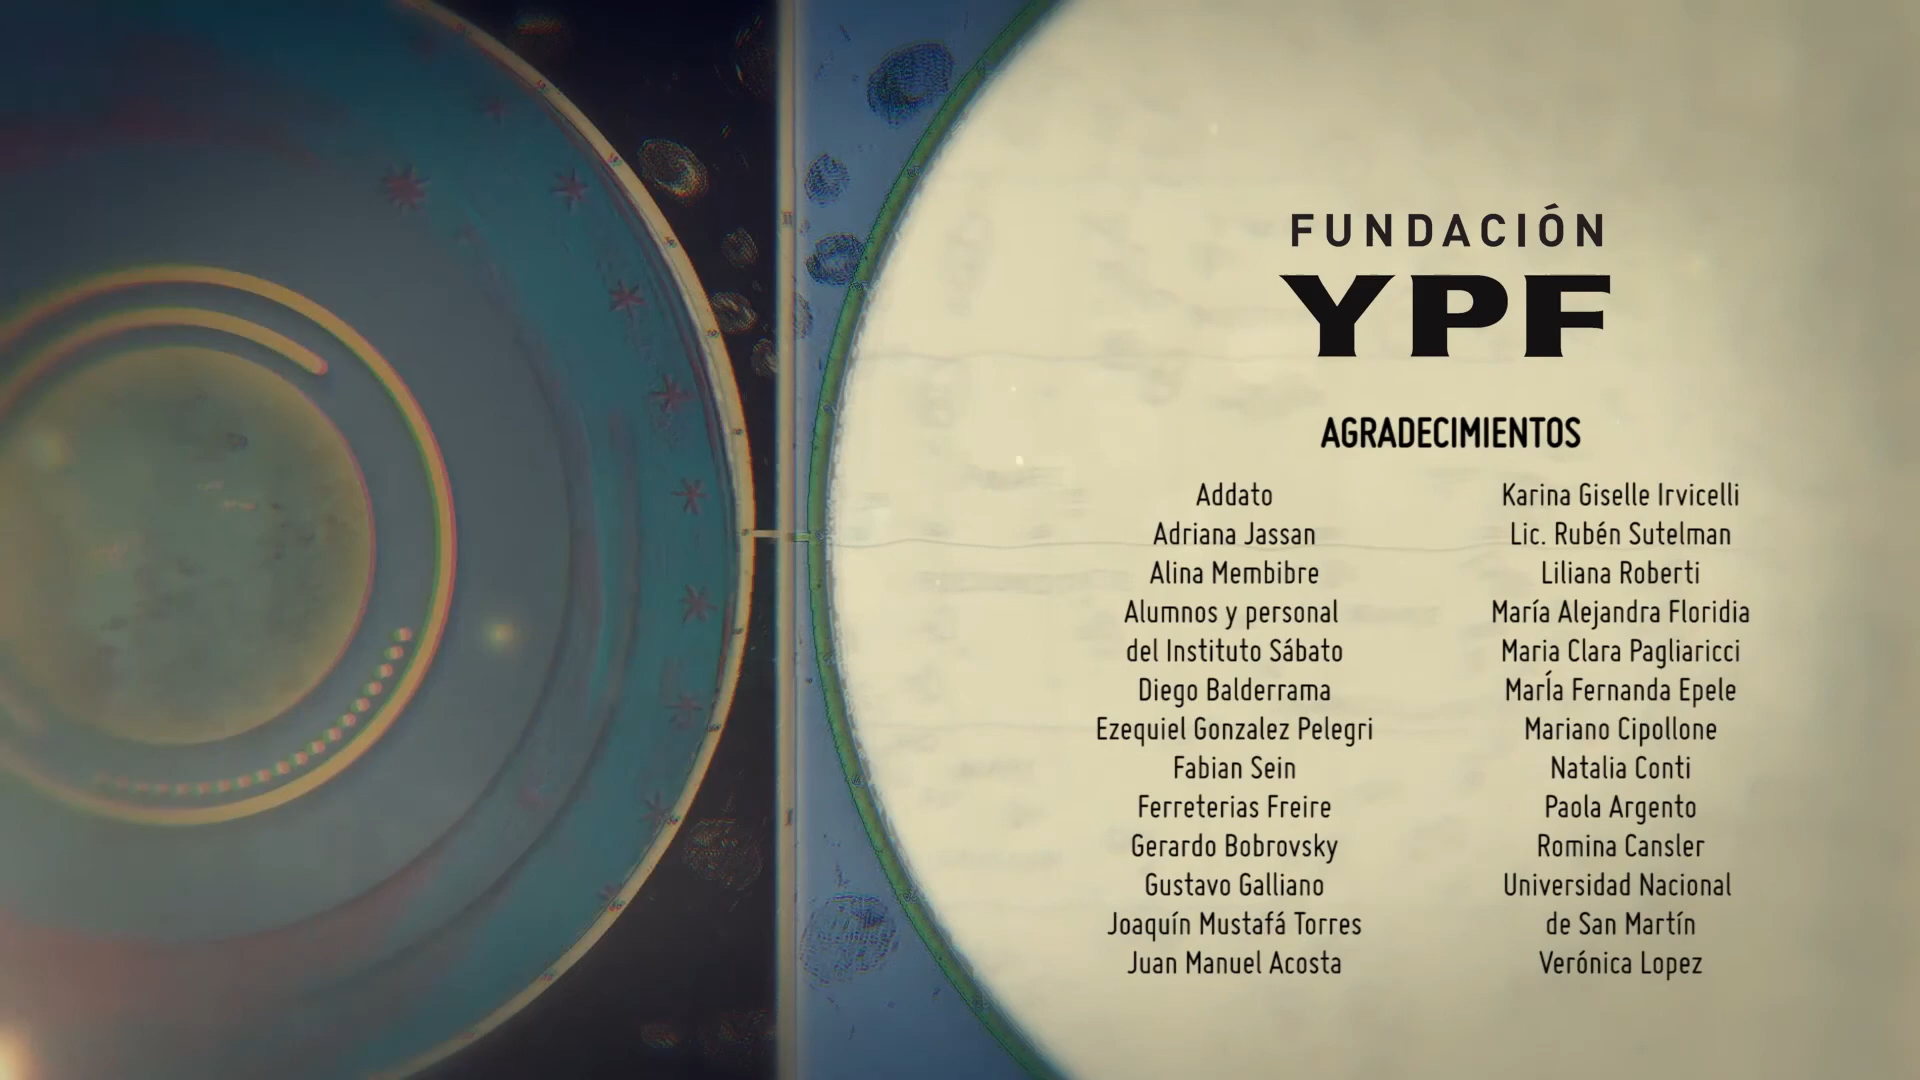 FUNDACIÓN
YPF
AGRADECIMIENTOS
Addato
Adriana Jassan
Alina Membibre
Alumnos y personal
del Instituto Sábato
Diego Balderrama
Ezequiel Gonzalez Pelegri
Fabian Sein
Ferreterias Freire
Gerardo Bobrovsky
Gustavo Galliano
Joaquín Mustafá Torres
Juan Manuel Acosta
Karina Giselle Irvicelli
Lic. Rubén Sutelman
Liliana Roberti
María Alejandra Floridia
Maria Clara Pagliaricci
MarÍa Fernanda Epele
Mariano Cipollone
Natalia Conti
Paola Argento
Romina Cansler
Universidad Nacional
de San Martín
Verónica Lopez